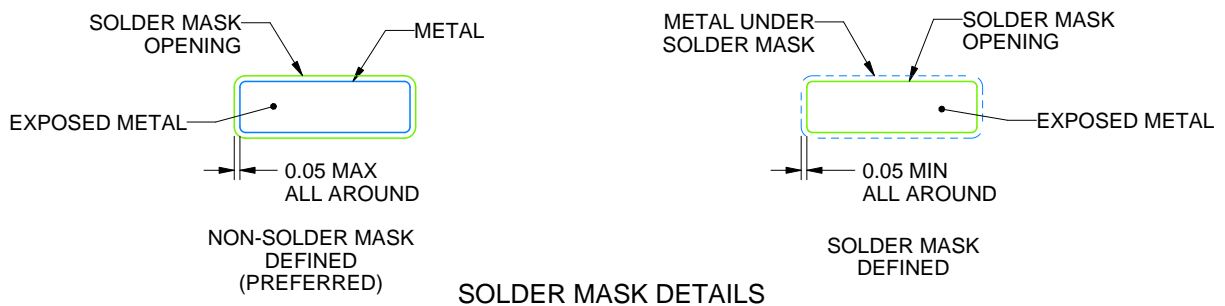 SOLDER MASK
OPENING
METAL
EXPOSED METAL
0.05 MAX
ALL AROUND
NON-SOLDER MASK
DEFINED
(PREFERRED)
METAL UNDER
SOLDER MASK
SOLDER MASK
OPENING
EXPOSED METAL
0.05 MIN
ALL AROUND
SOLDER MASK
DEFINED
SOLDER MASK DETAILS